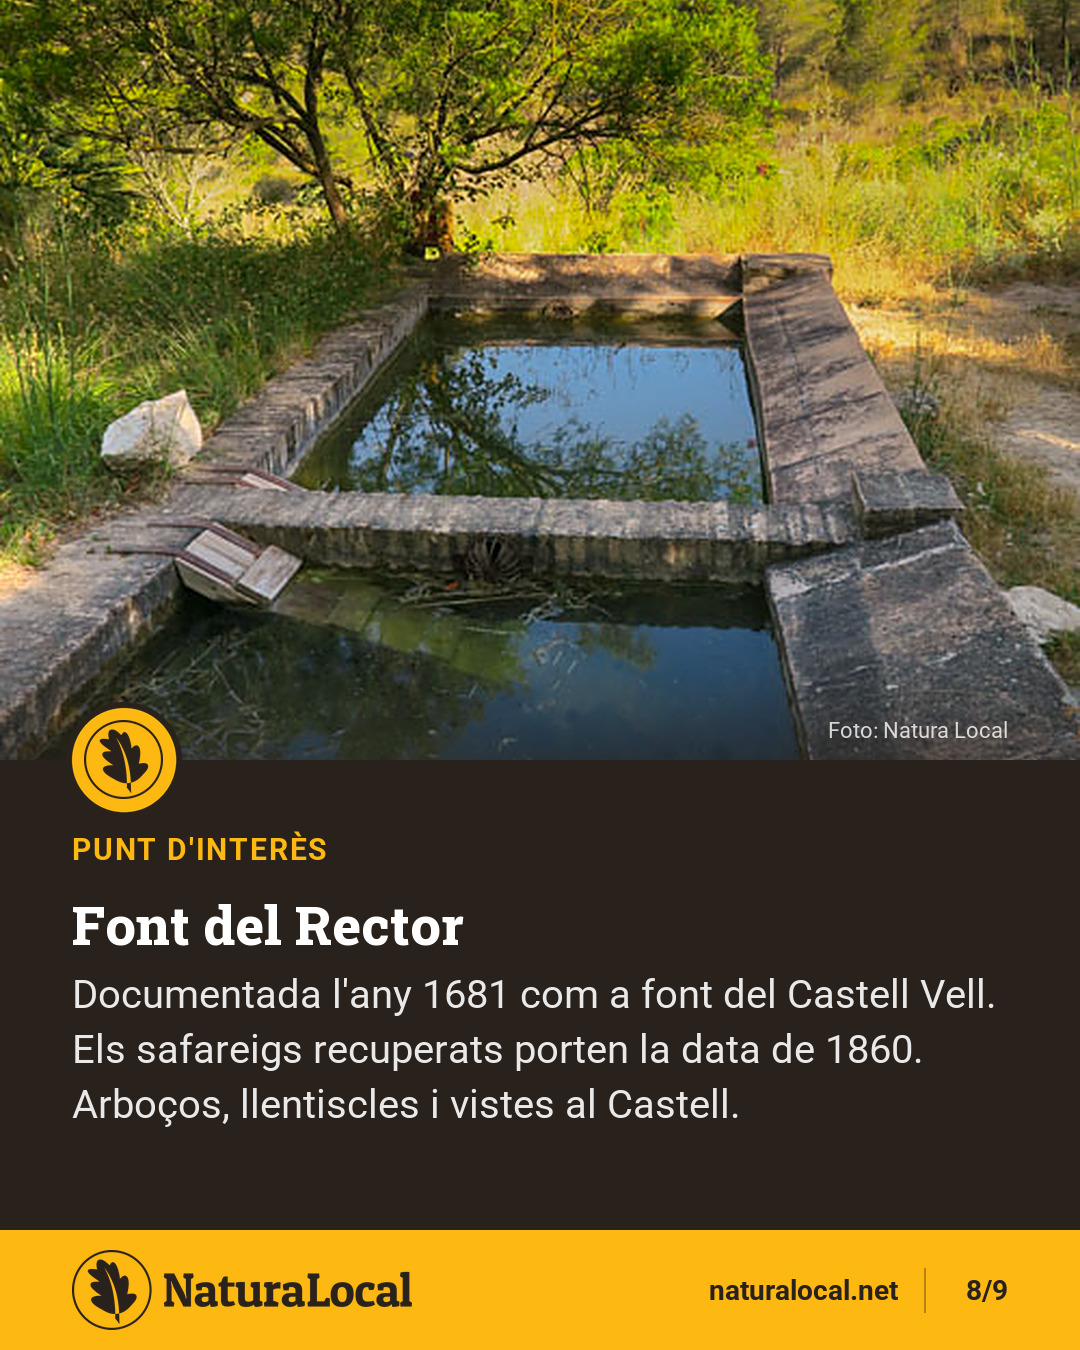 Foto: Natura Local
PUNT D'INTERÈS
Font del Rector
Documentada l'any 1681 com a font del Castell Vell.
Els safareigs recuperats porten la data de 1860.
Arboços, llentiscles i vistes al Castell.
NaturaLocal
naturalocal.net
8/9